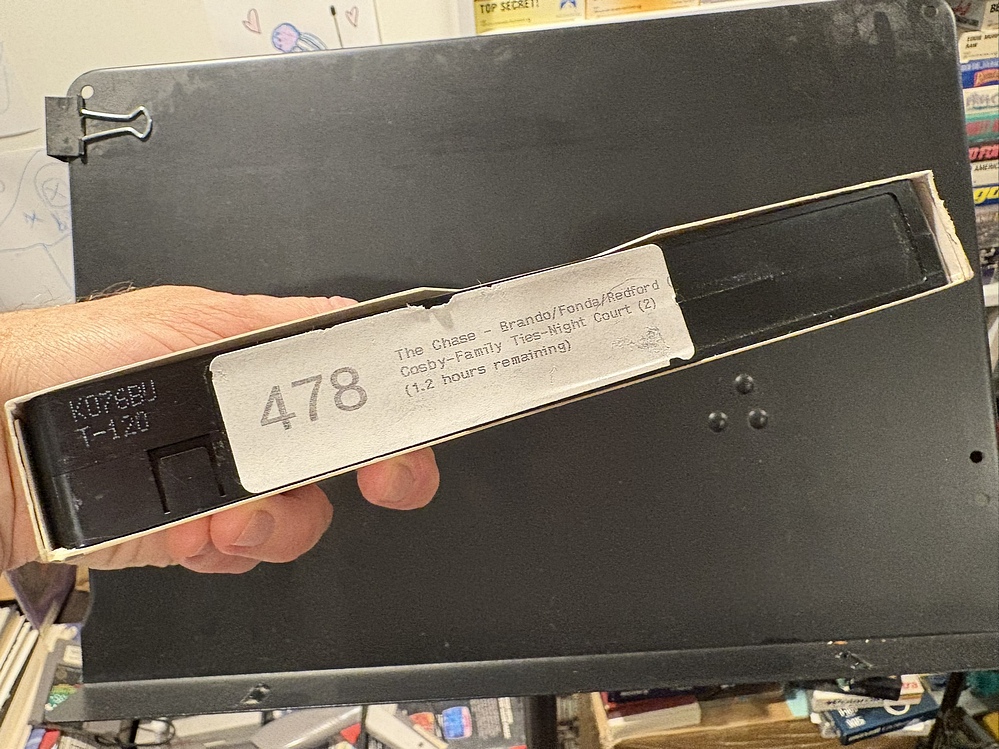 TOP SECRET!
The Chase - Brando/Fonda/Redford
Cosby-Family Ties-Night Court (2)
(1.2 hours remaining)
478
K076BU
T-120